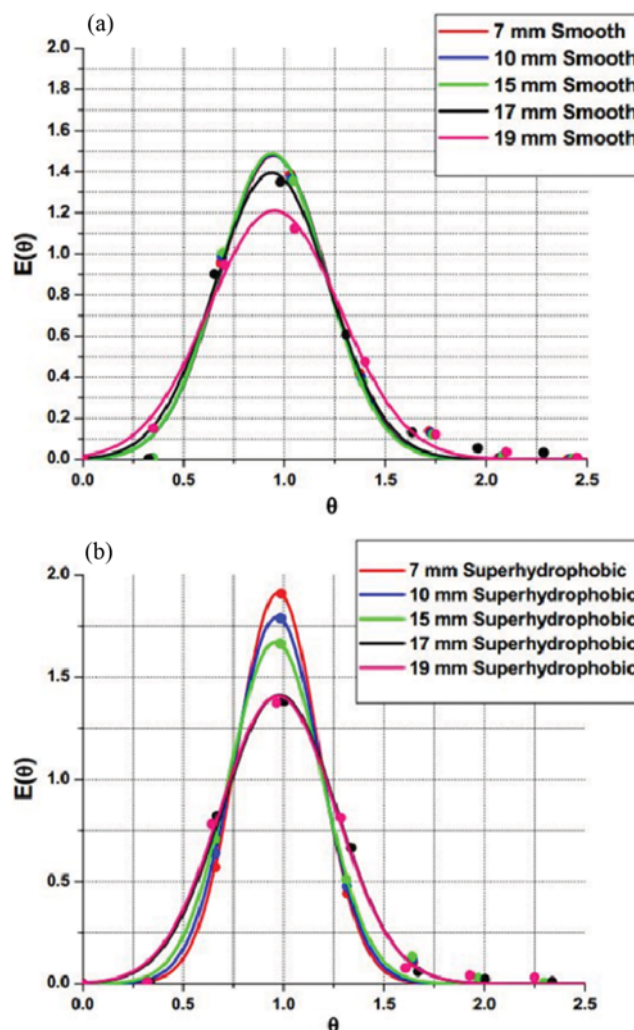 (a)
7 mm Smooth
10 mm Smooth
15 mm Smooth
17 mm Smooth
19 mm Smooth
2.0
1.8
1.6
1.4
1.2
1.0
0.8
0.6
0.4
0.2
0.0
E(θ)
0.0 0.5 1.0 1.5 2.0 2.5
θ
(b)
7 mm Superhydrophobic
10 mm Superhydrophobic
15 mm Superhydrophobic
17 mm Superhydrophobic
19 mm Superhydrophobic
2.0
1.5
1.0
0.5
0.0
E(θ)
0.0 0.5 1.0 1.5 2.0 2.5
θ